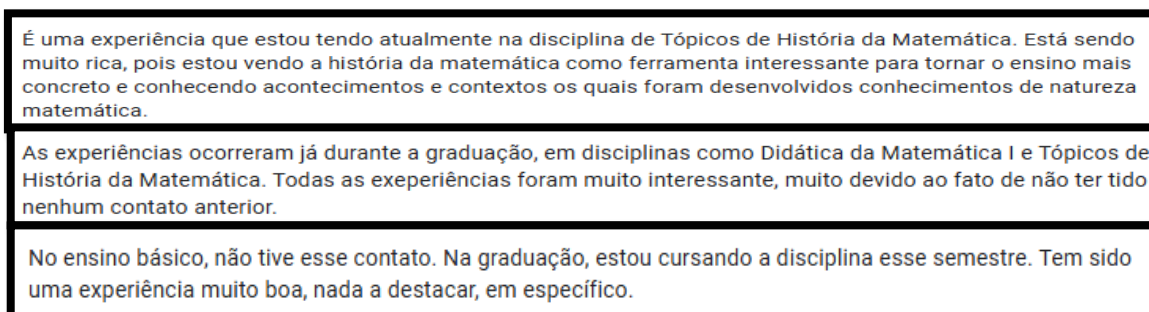 É uma experiência que estou tendo atualmente na disciplina de Tópicos de História da Matemática. Está sendo
muito rica, pois estou vendo a história da matemática como ferramenta interessante para tornar o ensino mais
concreto e conhecendo acontecimentos e contextos os quais foram desenvolvidos conhecimentos de natureza
matemática.
As experiências ocorreram já durante a graduação, em disciplinas como Didática da Matemática I e Tópicos de
História da Matemática. Todas as exeperiências foram muito interessante, muito devido ao fato de não ter tido
nenhum contato anterior.
No ensino básico, não tive esse contato. Na graduação, estou cursando a disciplina esse semestre. Tem sido
uma experiência muito boa, nada a destacar, em específico.